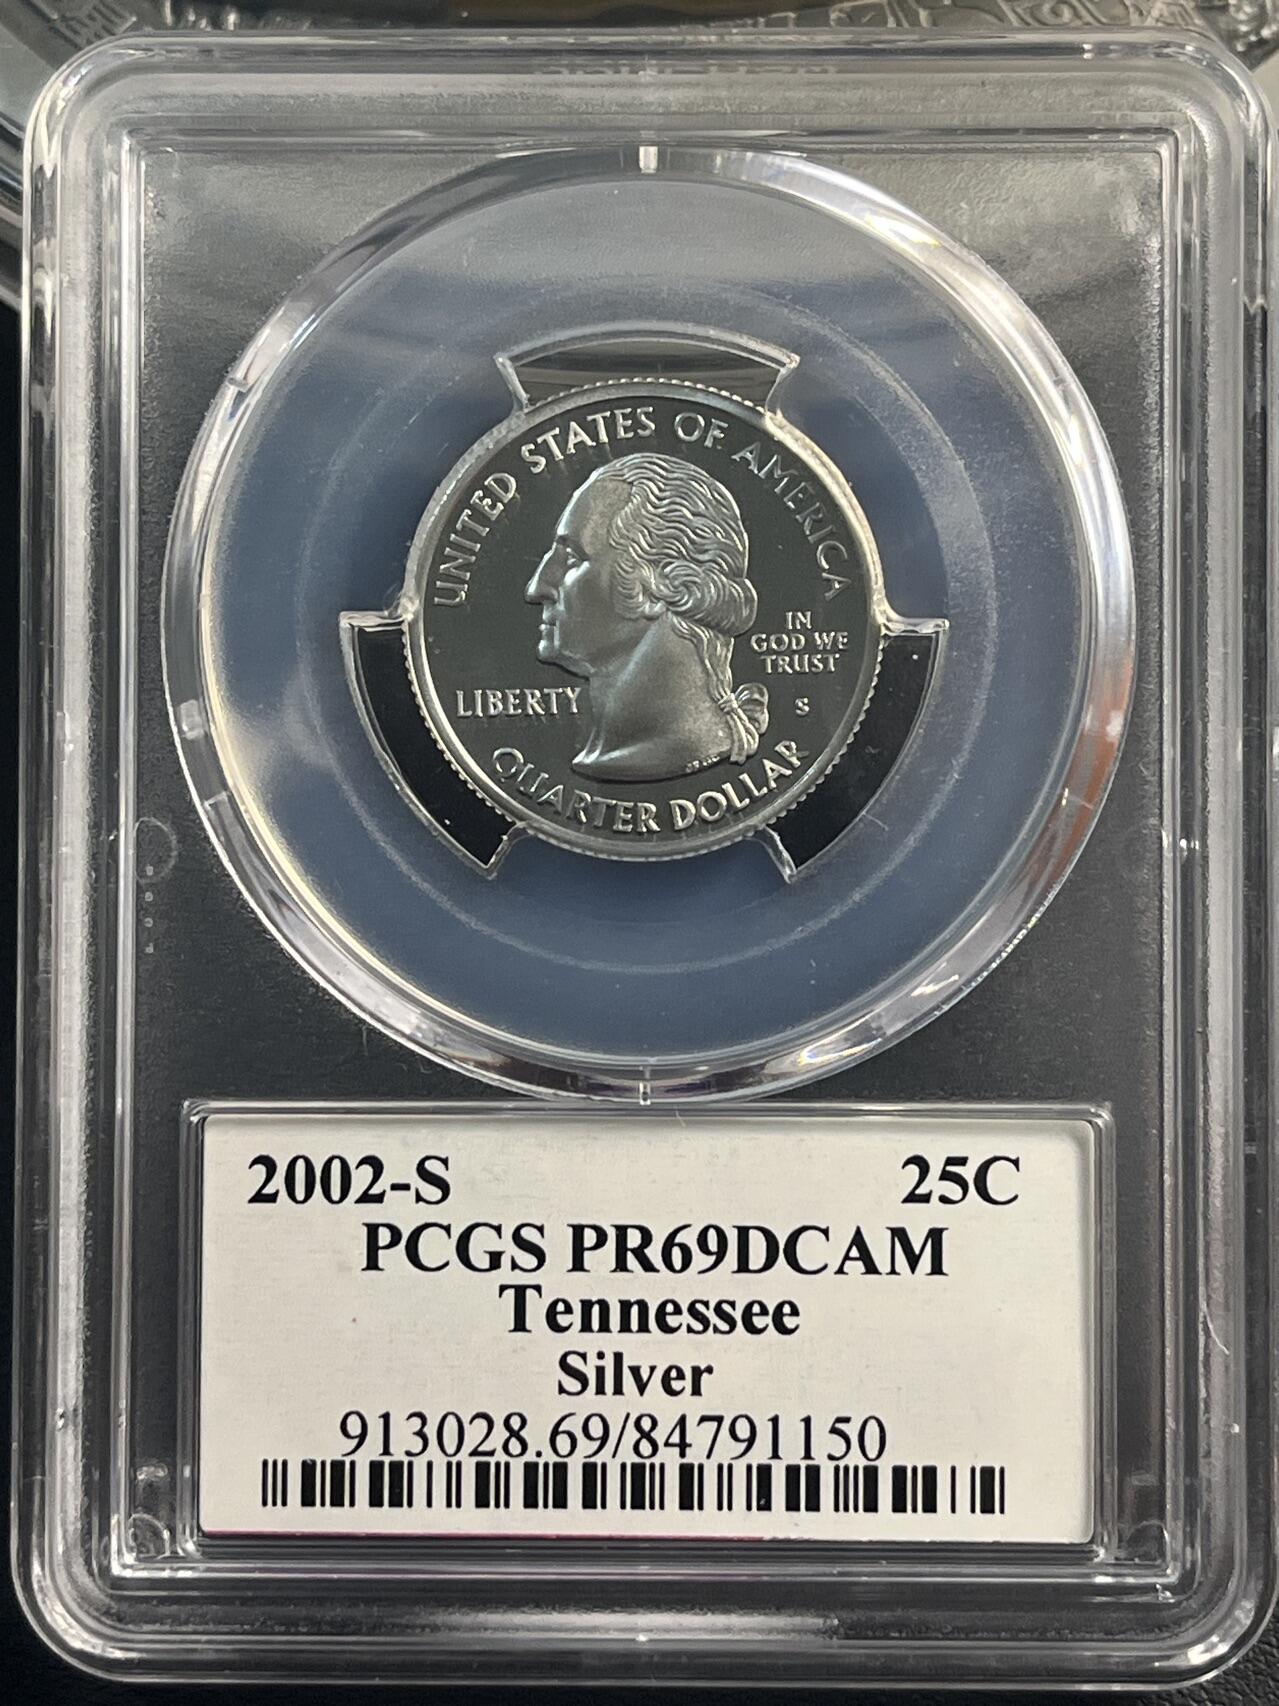 UNITED STATES OF AMERICA
IN
GOD WE
TRUST
LIBERTY
S
QUARTER DOLLAR
2002-S 25C
PCGS PR69DCAM
Tennessee
Silver
913028.69/84791150